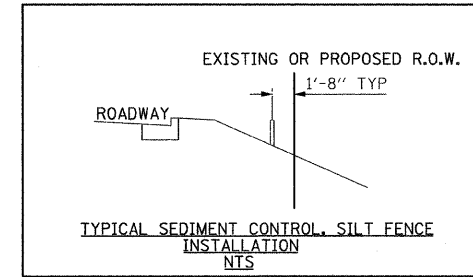 EXISTING OR PROPOSED R.O.W.
1'-8" TYP
ROADWAY
TYPICAL SEDIMENT CONTROL, SILT FENCE
INSTALLATION
NTS